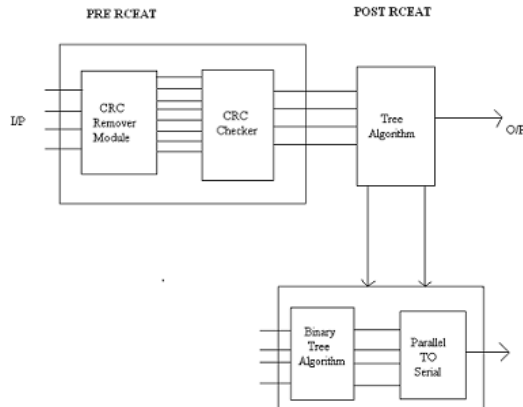 PRE RCEAT
POST RCEAT
I/P
CRC
Remover
Module
CRC
Checker
Tree
Algorithm
O/P
Binary
Tree
Algorithm
Parallel
TO
Serial